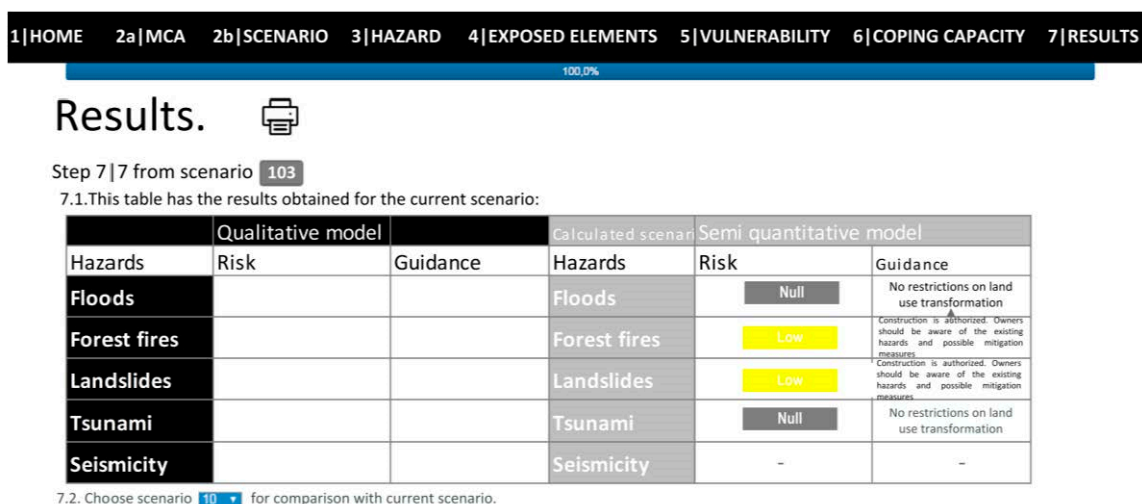 1|HOME 2a|MCA 2b|SCENARIO 3|HAZARD 4|EXPOSED ELEMENTS 5|VULNERABILITY 6|COPING CAPACITY 7|RESULTS
100,0%
Results.
Step 7|7 from scenario 103
7.1.This table has the results obtained for the current scenario:
Qualitative model Calculated scenari Semi quantitative model
Hazards Risk Guidance Hazards Risk Guidance
Floods Floods Null No restrictions on land
use transformation
Forest fires Forest fires Low Construction is authorized. Owners
should be aware of the existing
hazards and possible mitigation
measures
Landslides Landslides Low Construction is authorized. Owners
should be aware of the existing
hazards and possible mitigation
measures
Tsunami Tsunami Null No restrictions on land
use transformation
Seismicity Seismicity - -
7.2. Choose scenario 10 for comparison with current scenario.